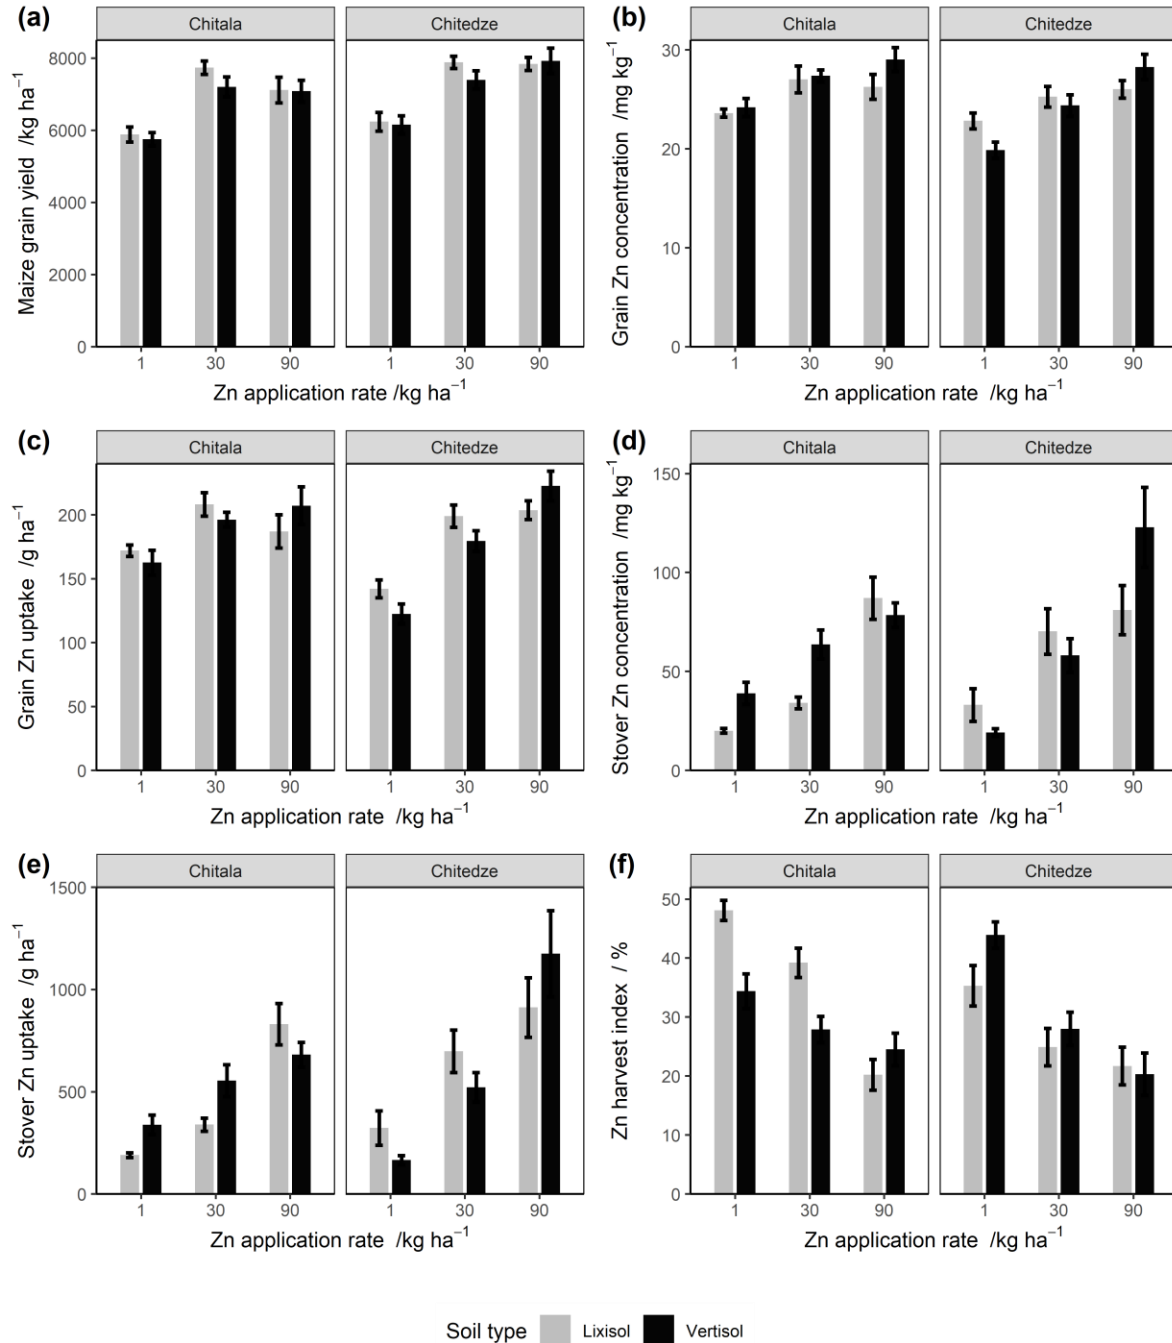 (a)
Chitala
Chitedze
Maize grain yield /kg ha⁻¹
8000
6000
4000
2000
0
1
30
90
1
30
90
Zn application rate /kg ha⁻¹
(b)
Chitala
Chitedze
Grain Zn concentration /mg kg⁻¹
30
20
10
0
1
30
90
1
30
90
Zn application rate /kg ha⁻¹
(c)
Chitala
Chitedze
Grain Zn uptake /g ha⁻¹
200
150
100
50
0
1
30
90
1
30
90
Zn application rate /kg ha⁻¹
(d)
Chitala
Chitedze
Stover Zn concentration /mg kg⁻¹
150
100
50
0
1
30
90
1
30
90
Zn application rate /kg ha⁻¹
(e)
Chitala
Chitedze
Stover Zn uptake /g ha⁻¹
1500
1000
500
0
1
30
90
1
30
90
Zn application rate /kg ha⁻¹
(f)
Chitala
Chitedze
Zn harvest index / %
50
40
30
20
10
0
1
30
90
1
30
90
Zn application rate /kg ha⁻¹
Soil type
Lixisol
Vertisol